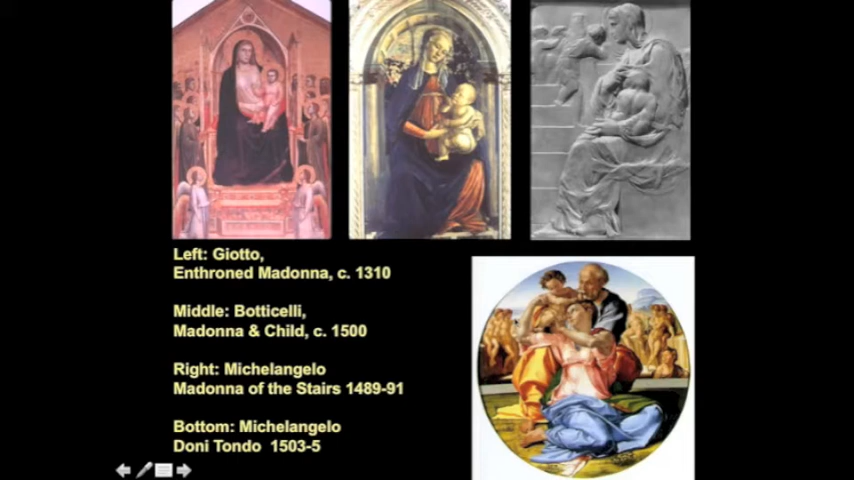 Left: Giotto,
Enthroned Madonna, c. 1310
Middle: Botticelli,
Madonna & Child, c. 1500
Right: Michelangelo
Madonna of the Stairs 1489-91
Bottom: Michelangelo
Doni Tondo 1503-5